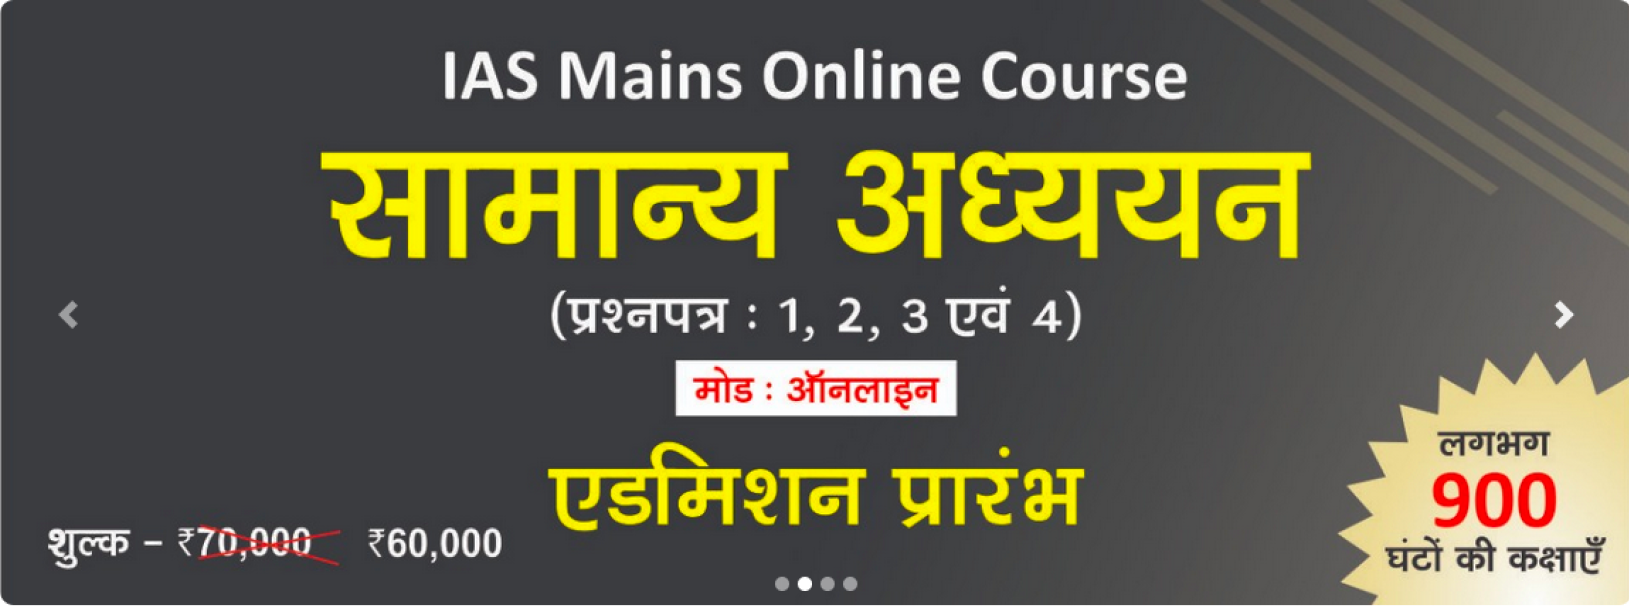 IAS Mains Online Course
सामान्य अध्ययन
(प्रश्नपत्र : 1, 2, 3 एवं 4)
मोड : ऑनलाइन
एडमिशन प्रारंभ
शुल्क – ₹70,000 ₹60,000
लगभग
900
घंटों की कक्षाएँ